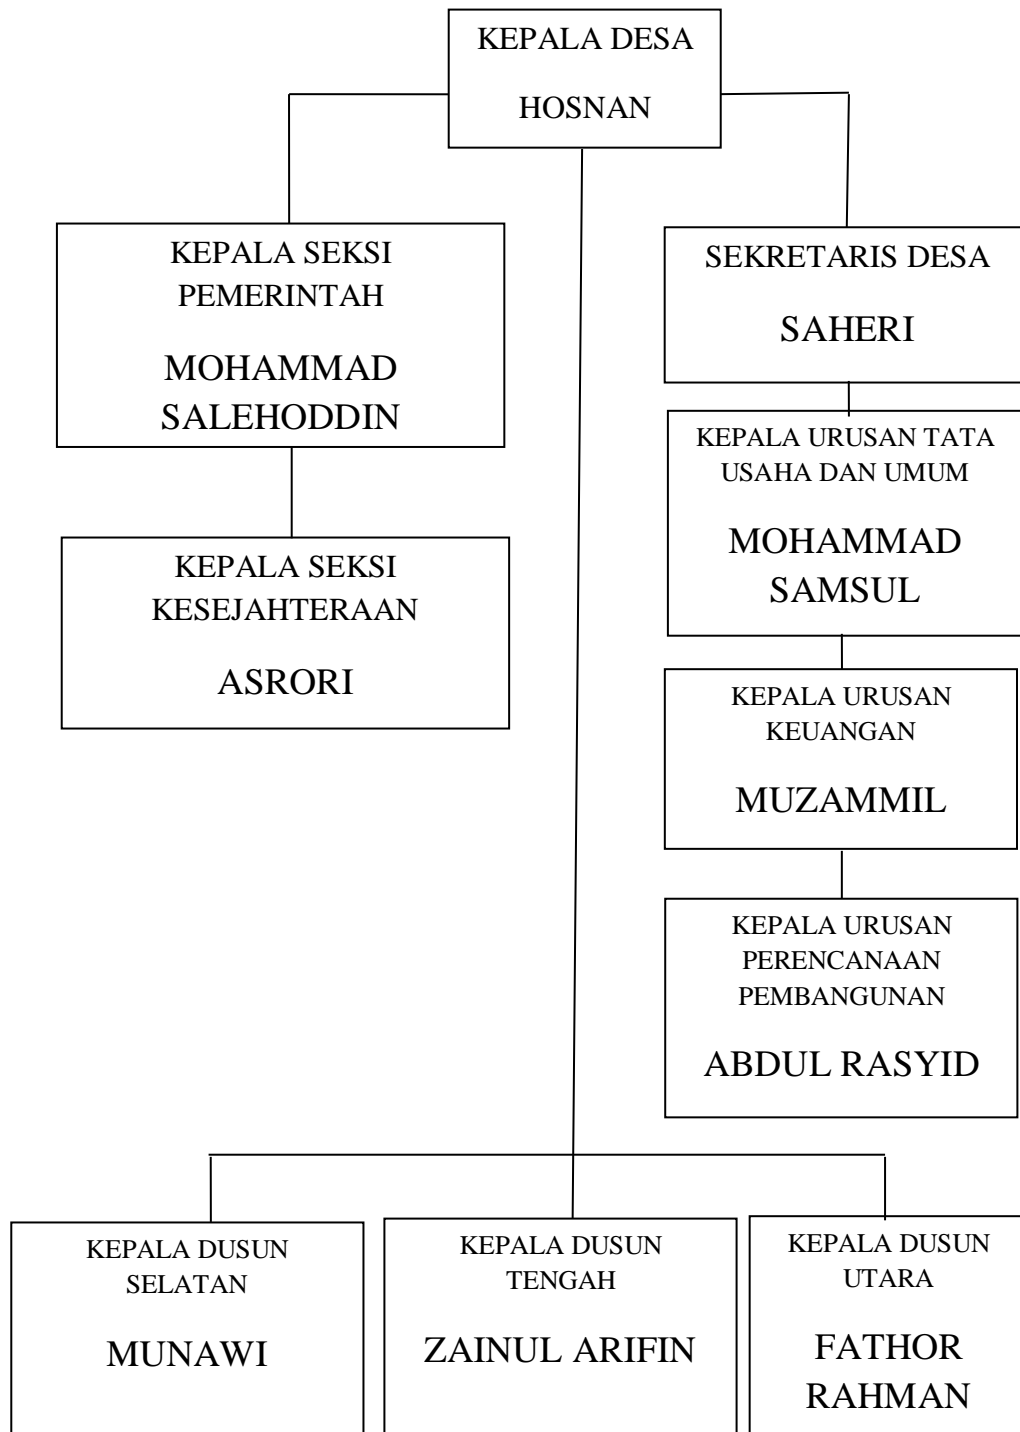 KEPALA DESA
HOSNAN
KEPALA SEKSI
PEMERINTAH
MOHAMMAD
SALEHODDIN
SEKRETARIS DESA
SAHERI
KEPALA URUSAN TATA
USAHA DAN UMUM
MOHAMMAD
SAMSUL
KEPALA SEKSI
KESEJAHTERAAN
ASRORI
KEPALA URUSAN
KEUANGAN
MUZAMMIL
KEPALA URUSAN
PERENCANAAN
PEMBANGUNAN
ABDUL RASYID
KEPALA DUSUN
SELATAN
MUNAWI
KEPALA DUSUN
TENGAH
ZAINUL ARIFIN
KEPALA DUSUN
UTARA
FATHOR
RAHMAN